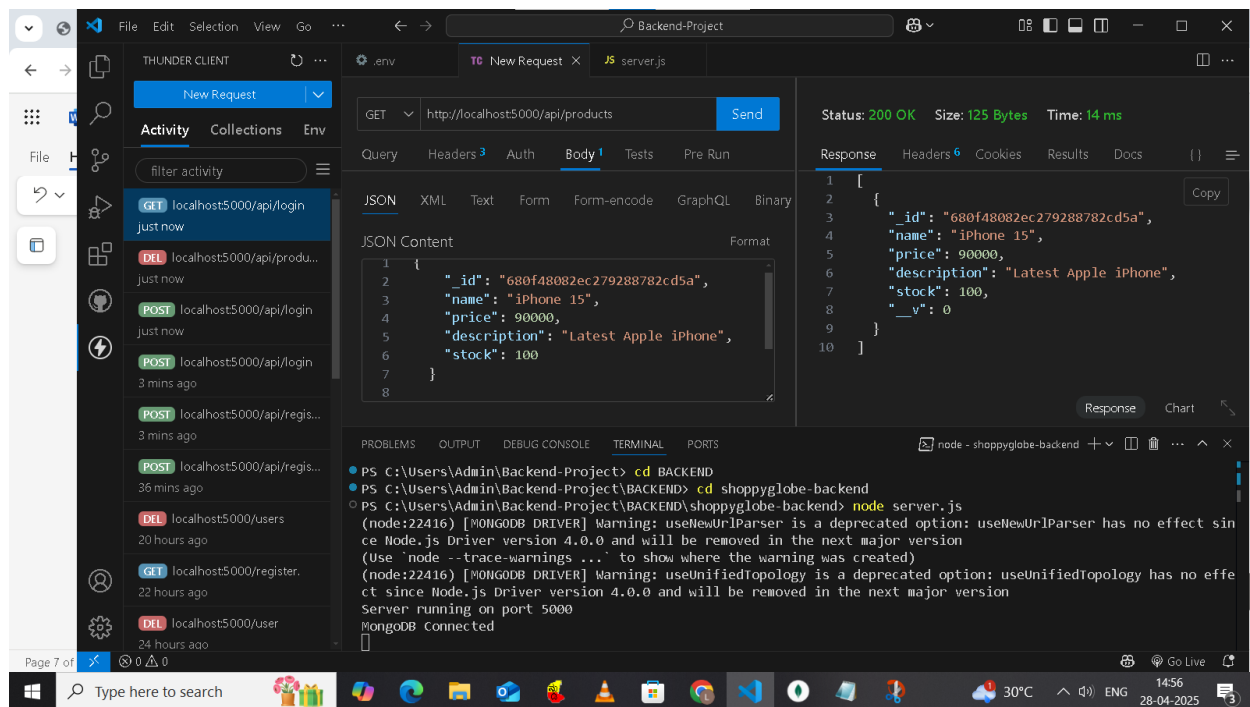 File Edit Selection View Go ···
Backend-Project
File
Page 7 of
THUNDER CLIENT
New Request
Activity Collections Env
filter activity
GET localhost:5000/api/login
just now
DEL localhost:5000/api/produ...
just now
POST localhost:5000/api/login
just now
POST localhost:5000/api/login
3 mins ago
POST localhost:5000/api/regis...
3 mins ago
POST localhost:5000/api/regis...
36 mins ago
DEL localhost:5000/users
20 hours ago
GET localhost:5000/register.
22 hours ago
DEL localhost:5000/user
24 hours ago
.env
TC New Request
JS server.js
GET http://localhost:5000/api/products Send
Query Headers 3 Auth Body 1 Tests Pre Run
JSON XML Text Form Form-encode GraphQL Binary
JSON Content Format
1 {
2 "_id": "680f48082ec279288782cd5a",
3 "name": "iPhone 15",
4 "price": 90000,
5 "description": "Latest Apple iPhone",
6 "stock": 100
7 }
8
Status: 200 OK Size: 125 Bytes Time: 14 ms
Response Headers 6 Cookies Results Docs { }
Copy
1 [
2 {
3 "_id": "680f48082ec279288782cd5a",
4 "name": "iPhone 15",
5 "price": 90000,
6 "description": "Latest Apple iPhone",
7 "stock": 100,
8 "__v": 0
9 }
10 ]
Response Chart
PROBLEMS OUTPUT DEBUG CONSOLE TERMINAL PORTS
node - shoppyglobe-backend
PS C:\Users\Admin\Backend-Project> cd BACKEND
PS C:\Users\Admin\Backend-Project\BACKEND> cd shoppyglobe-backend
PS C:\Users\Admin\Backend-Project\BACKEND\shoppyglobe-backend> node server.js
(node:22416) [MONGODB DRIVER] Warning: useNewUrlParser is a deprecated option: useNewUrlParser has no effect sin
ce Node.js Driver version 4.0.0 and will be removed in the next major version
(Use `node --trace-warnings ...` to show where the warning was created)
(node:22416) [MONGODB DRIVER] Warning: useUnifiedTopology is a deprecated option: useUnifiedTopology has no effe
ct since Node.js Driver version 4.0.0 and will be removed in the next major version
Server running on port 5000
MongoDB Connected
0 0
Go Live
Type here to search
30°C
ENG
14:56
28-04-2025
3